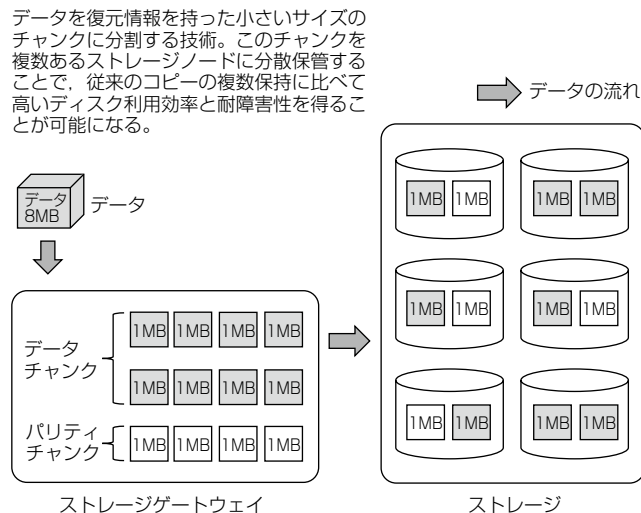 データを復元情報を持った小さいサイズの
チャンクに分割する技術。このチャンクを
複数あるストレージノードに分散保管する
ことで，従来のコピーの複数保持に比べて
高いディスク利用効率と耐障害性を得るこ
とが可能になる。
データの流れ
データ
8MB
データ
データ
チャンク
1MB 1MB 1MB 1MB
1MB 1MB 1MB 1MB
パリティ
チャンク
1MB 1MB 1MB 1MB
ストレージゲートウェイ
1MB 1MB 1MB 1MB
1MB 1MB 1MB 1MB
1MB 1MB 1MB 1MB
ストレージ